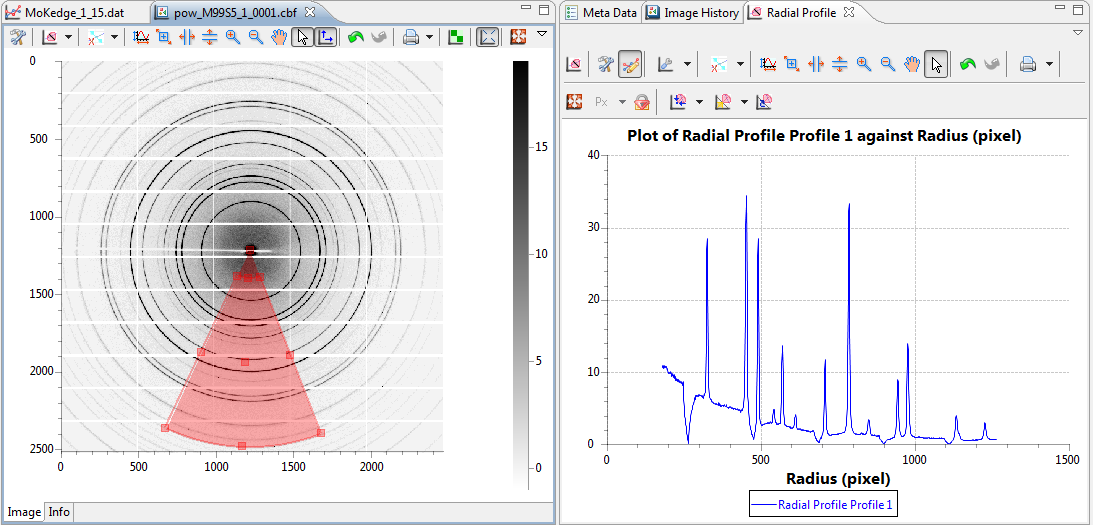 MoKedge_1_15.dat
pow_M99S5_1_0001.cbf
0
500
1000
1500
2000
2500
0
500
1000
1500
2000
15
10
5
0
Image
Info
Meta Data
Image History
Radial Profile
Px
Plot of Radial Profile Profile 1 against Radius (pixel)
40
30
20
10
0
0
500
1000
1500
Radius (pixel)
Radial Profile Profile 1